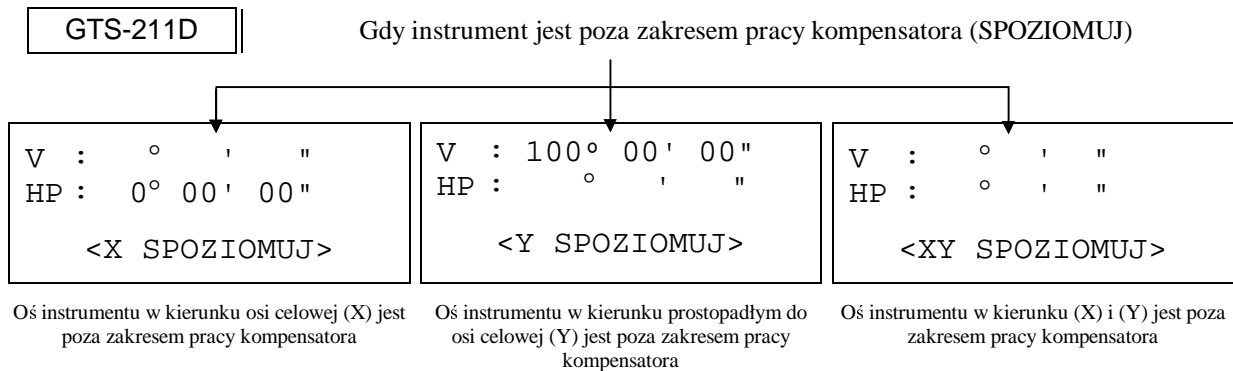 GTS-211D
Gdy instrument jest poza zakresem pracy kompensatora (SPOZIOMUJ)
V : ° ' "
HP : 0° 00' 00"
<X SPOZIOMUJ>
V : 100° 00' 00"
HP : ° ' "
<Y SPOZIOMUJ>
V : ° ' "
HP : ° ' "
<XY SPOZIOMUJ>
Oś instrumentu w kierunku osi celowej (X) jest
poza zakresem pracy kompensatora
Oś instrumentu w kierunku prostopadłym do
osi celowej (Y) jest poza zakresem pracy
kompensatora
Oś instrumentu w kierunku (X) i (Y) jest poza
zakresem pracy kompensatora